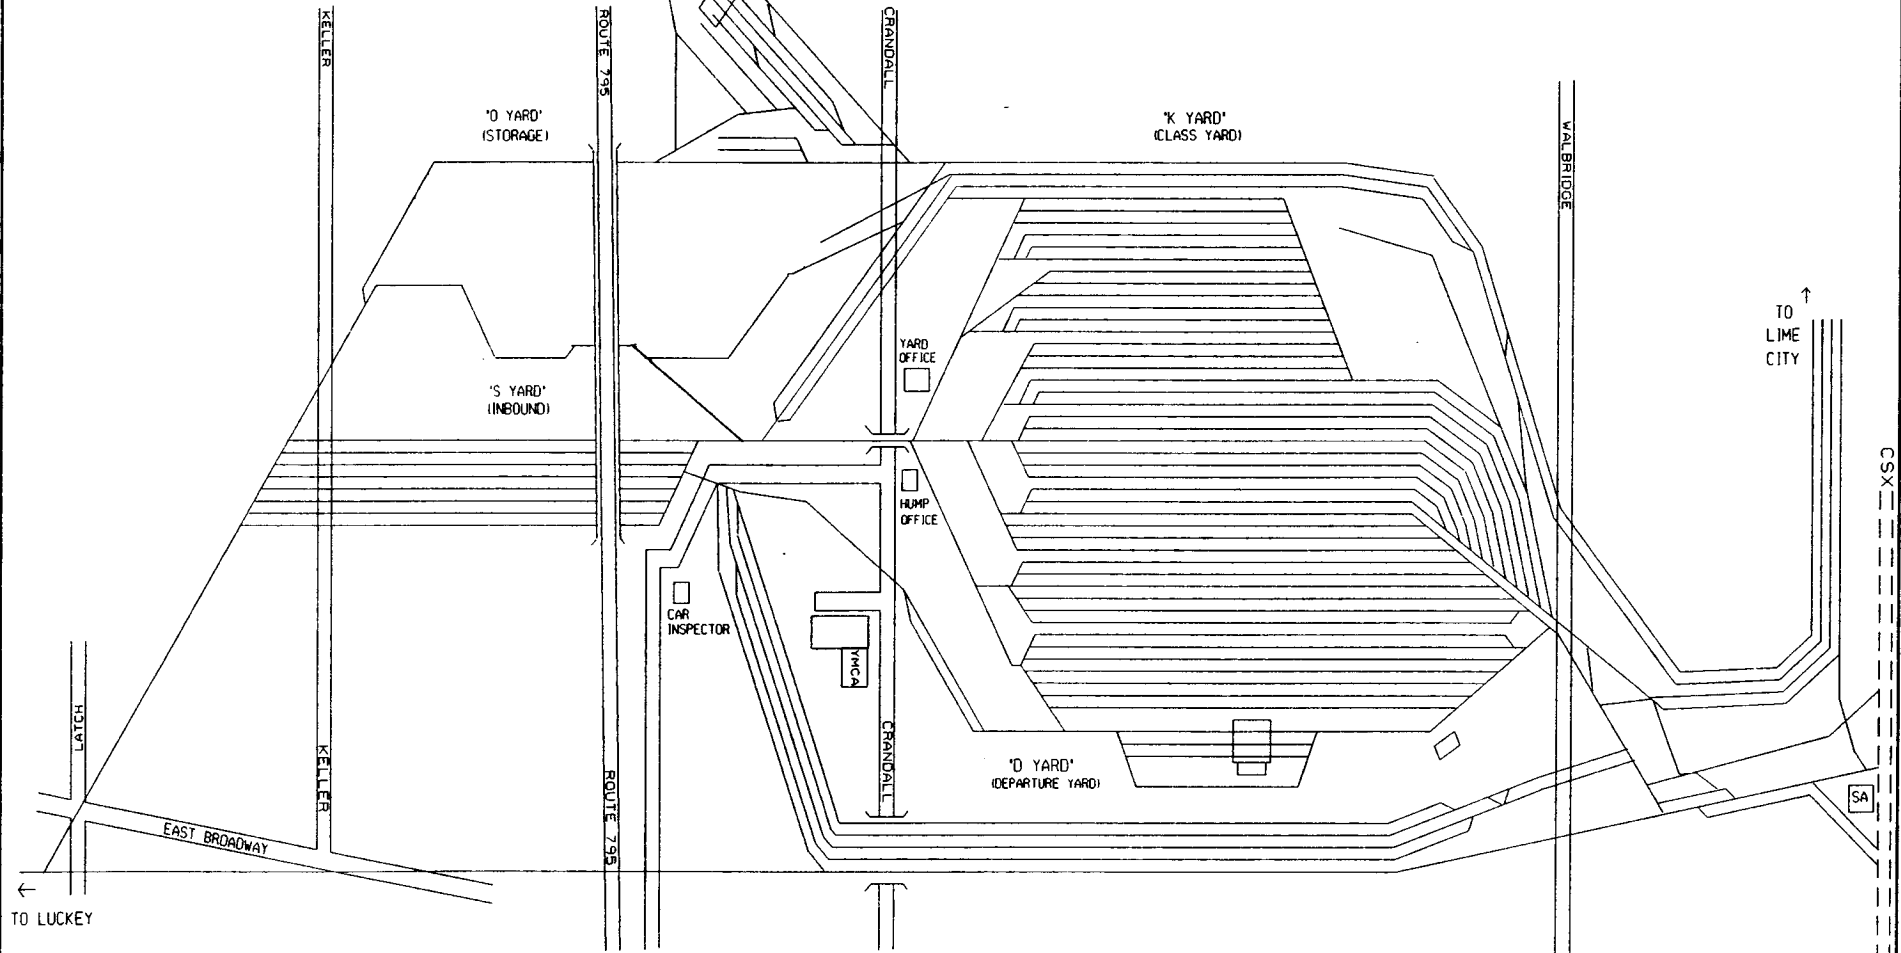 KELLER
ROUTE 795
CRANDALL
'O YARD'
(STORAGE)
'K YARD'
(CLASS YARD)
WALBRIDGE
TO
LIME
CITY
YARD
OFFICE
'S YARD'
(INBOUND)
CSX
HUMP
OFFICE
CAR
INSPECTOR
YMCA
LATCH
KELLER
CRANDALL
'D YARD'
(DEPARTURE YARD)
ROUTE 795
SA
EAST BROADWAY
TO LUCKEY